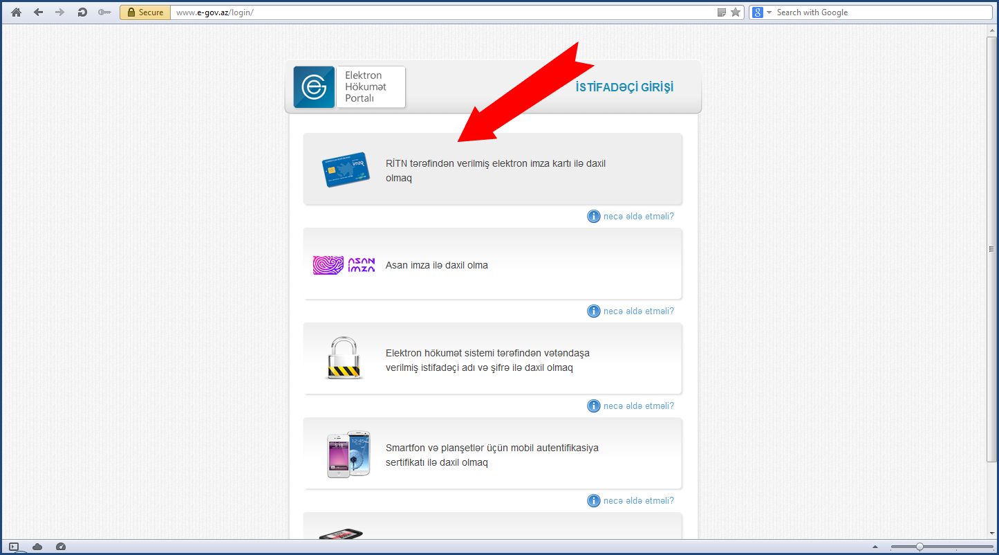 Secure
www.e-gov.az/login/
Search with Google
Elektron
Hökumət
Portalı
İSTİFADƏÇİ GİRİŞİ
imza
RİTN tərəfindən verilmiş elektron imza kartı ilə daxil
olmaq
necə əldə etməli?
ASAN
İMZA
Asan imza ilə daxil olma
necə əldə etməli?
Elektron hökumət sistemi tərəfindən vətəndaşa
verilmiş istifadəçi adı və şifrə ilə daxil olmaq
necə əldə etməli?
Smartfon və planşetlər üçün mobil autentifikasiya
sertifikatı ilə daxil olmaq
necə əldə etməli?